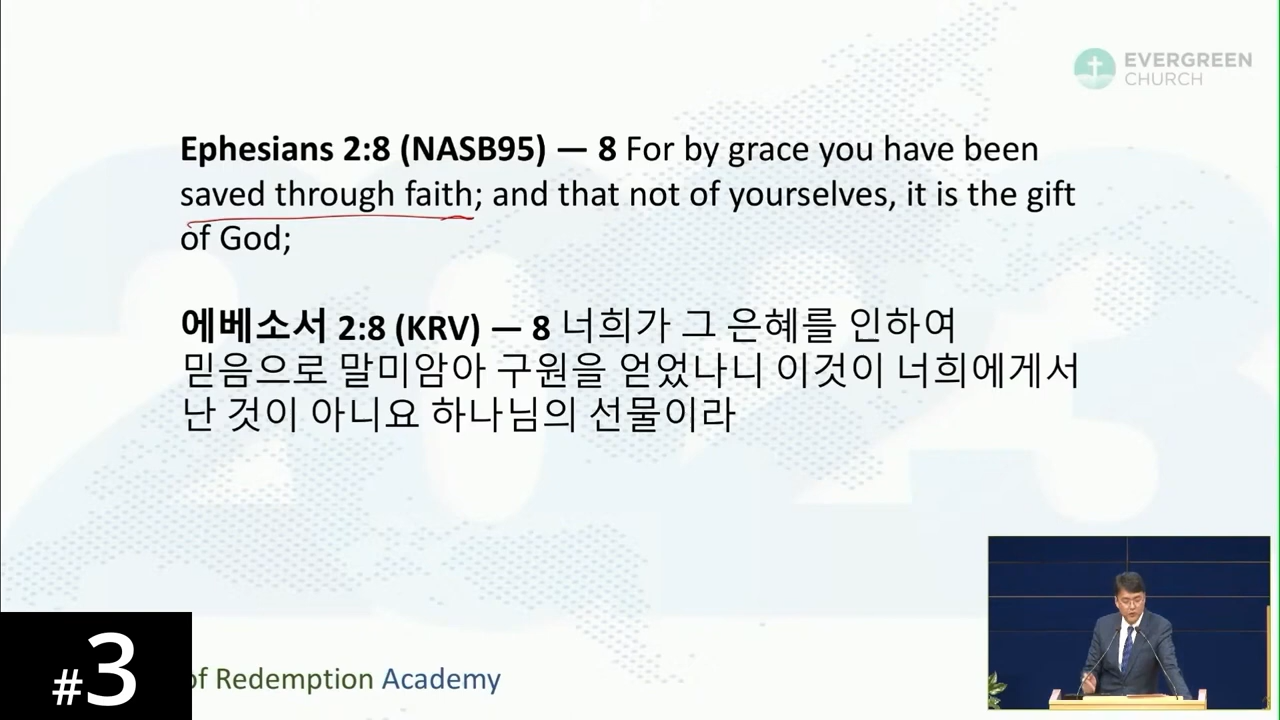 EVERGREEN
CHURCH
Ephesians 2:8 (NASB95) — 8 For by grace you have been
saved through faith; and that not of yourselves, it is the gift
of God;
에베소서 2:8 (KRV) — 8 너희가 그 은혜를 인하여
믿음으로 말미암아 구원을 얻었나니 이것이 너희에게서
난 것이 아니요 하나님의 선물이라
#3
of Redemption Academy